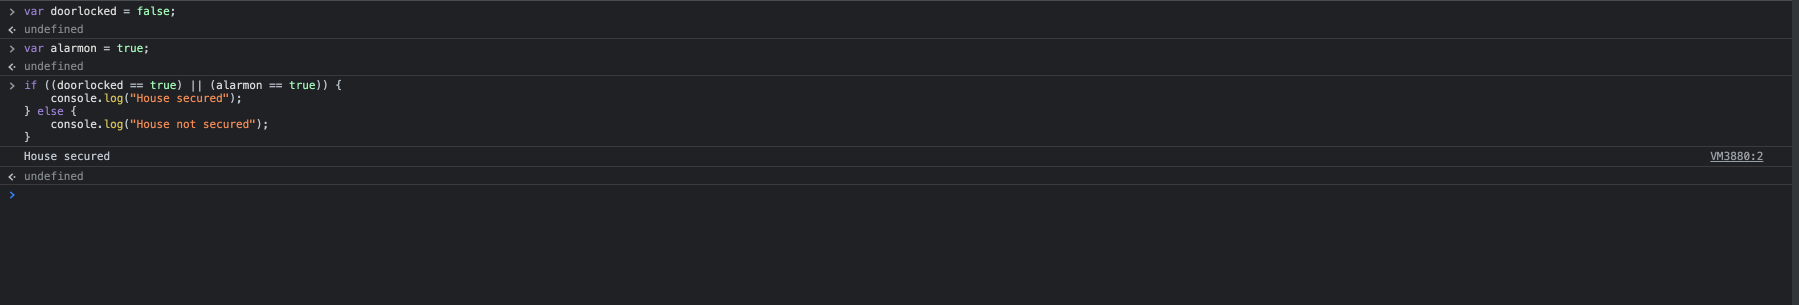 > var doorlocked = false;
<· undefined
> var alarmon = true;
<· undefined
> if ((doorlocked == true) || (alarmon == true)) {
    console.log("House secured");
} else {
    console.log("House not secured");
}
House secured VM3880:2
<· undefined
>